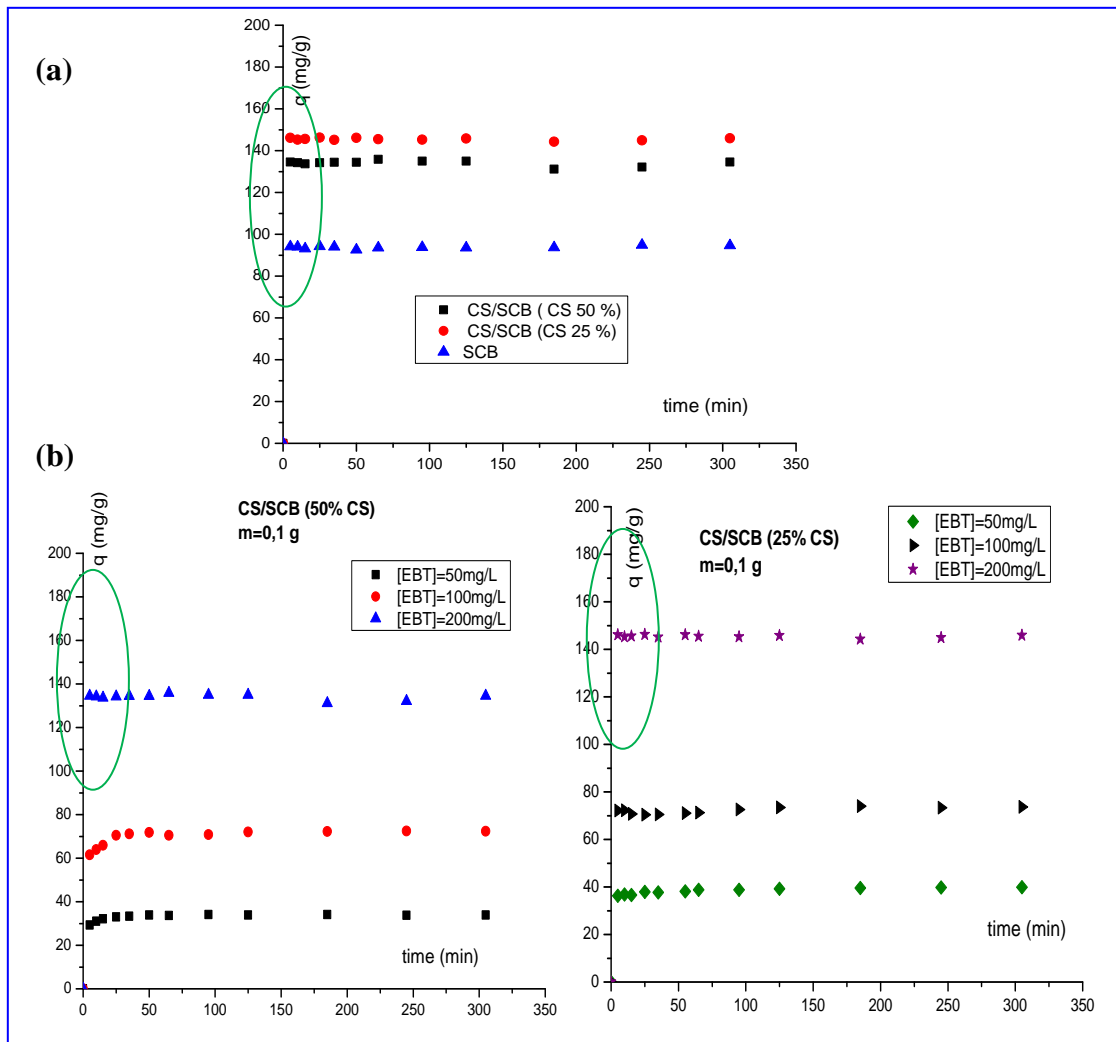 (a)
q (mg/g)
200
180
160
140
120
100
80
60
40
20
0
CS/SCB ( CS 50 %)
CS/SCB (CS 25 %)
SCB
time (min)
0 50 100 150 200 250 300 350
(b)
q (mg/g)
CS/SCB (50% CS)
m=0,1 g
200
180
160
140
120
100
80
60
40
20
0
[EBT]=50mg/L
[EBT]=100mg/L
[EBT]=200mg/L
time (min)
0 50 100 150 200 250 300 350
q (mg/g)
CS/SCB (25% CS)
m=0,1 g
200
180
160
140
120
100
80
60
40
20
0
[EBT]=50mg/L
[EBT]=100mg/L
[EBT]=200mg/L
time (min)
0 50 100 150 200 250 300 350